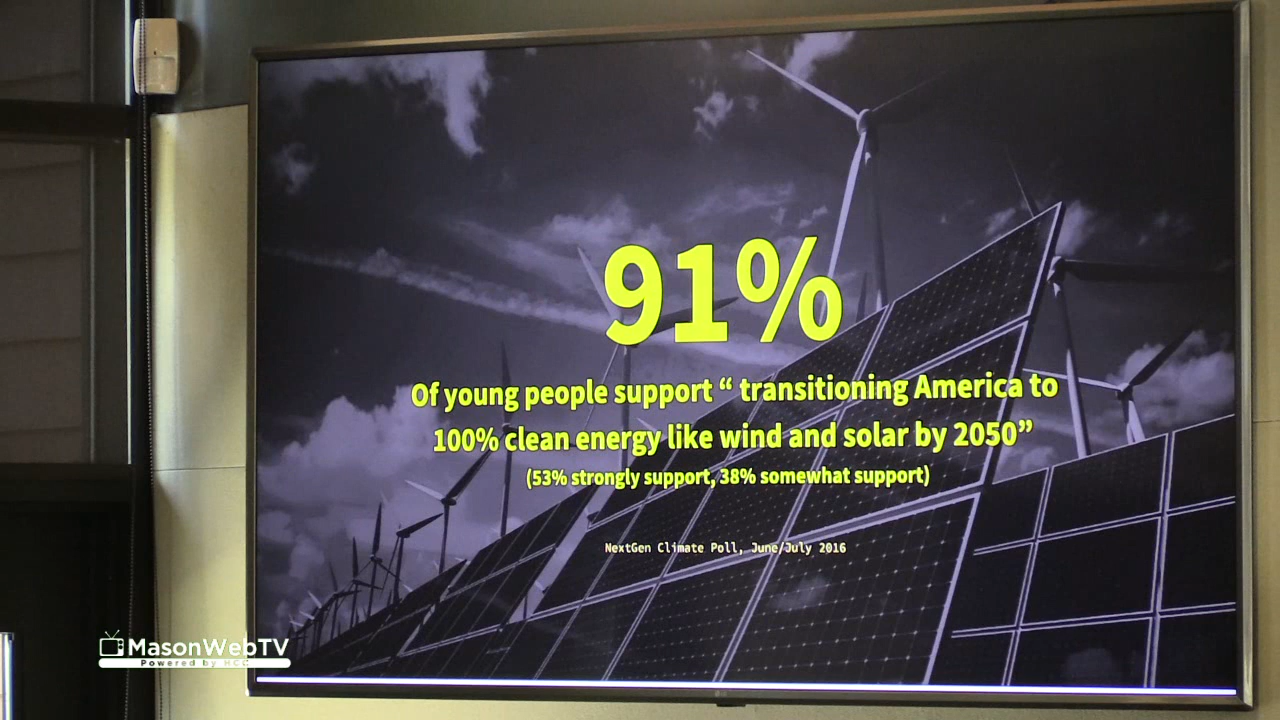 91%
Of young people support “ transitioning America to
100% clean energy like wind and solar by 2050”
(53% strongly support, 38% somewhat support)
NextGen Climate Poll, June/July 2016
MasonWebTV
Powered by HCC
LG